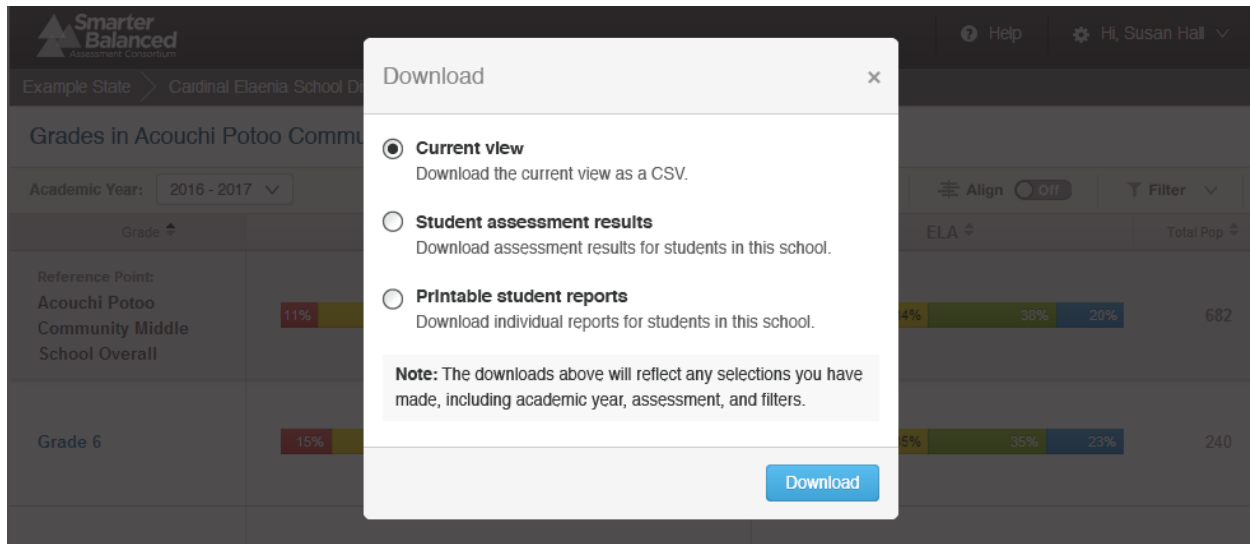 Smarter
Balanced
Assessment Consortium
Help
Hi, Susan Hall
Example State
Cardinal Elaenia School
Download
×
Grades in Acouchi Potoo
Current view
Download the current view as a CSV.
Academic Year:
2016 - 2017
Align
Off
Filter
Student assessment results
Download assessment results for students in this school.
Grade
ELA
Total Pop
Reference Point:
Acouchi Potoo
Community Middle
School Overall
11%
38%
20%
682
Printable student reports
Download individual reports for students in this school.
Note: The downloads above will reflect any selections you have
made, including academic year, assessment, and filters.
Grade 6
15%
35%
23%
240
Download